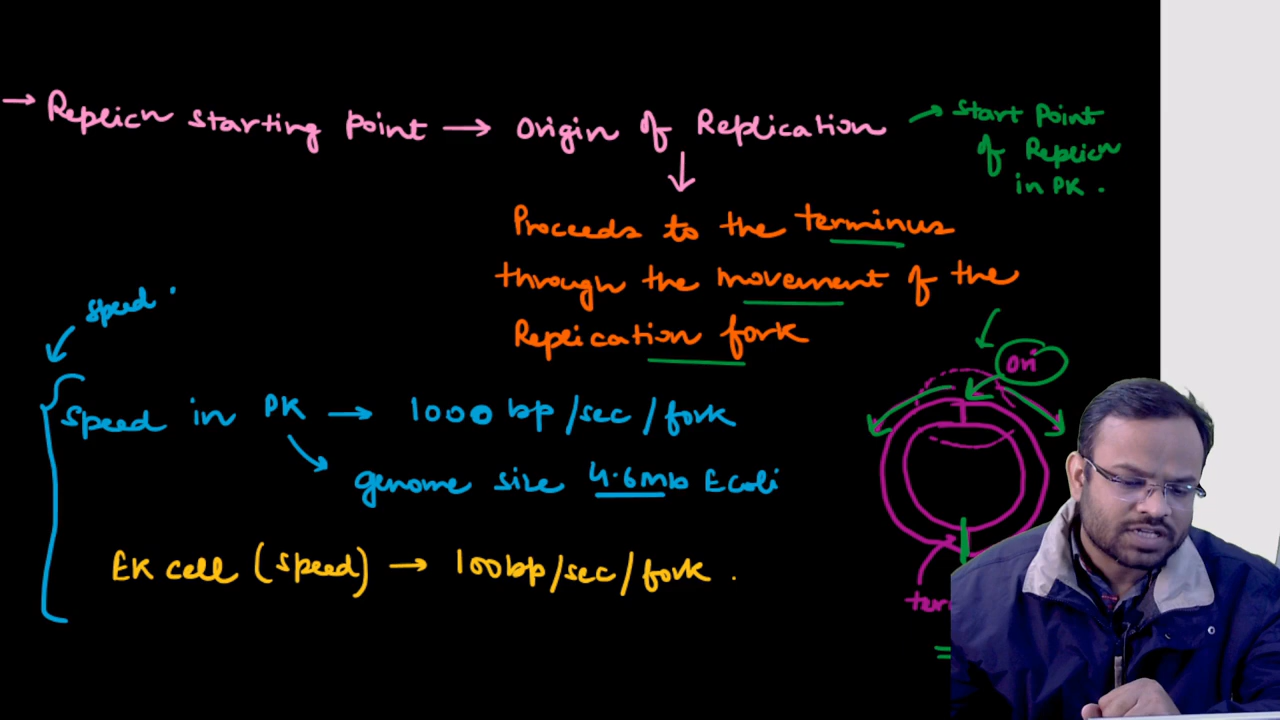 → Replicn starting point → Origin of Replication → Start Point
of Replicn
in PK.
↓
Proceeds to the terminus
through the movement of the
Replication fork
speed.
Ori
Speed in PK → 1000 bp/sec/fork
genome size 4.6Mb E coli
EK cell (speed) → 100bp/sec/fork.